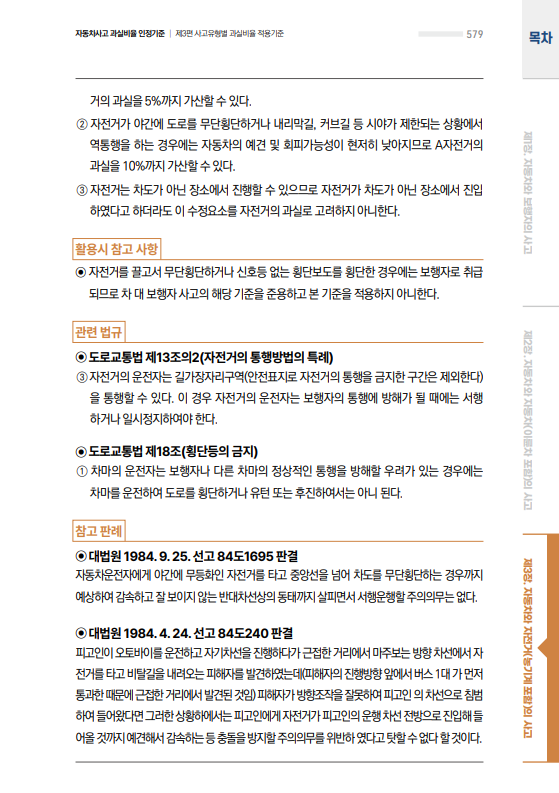 자동차사고 과실비율 인정기준 | 제3편 사고유형별 과실비율 적용기준
579
목차
거의 과실을 5%까지 가산할 수 있다.
② 자전거가 야간에 도로를 무단횡단하거나 내리막길, 커브길 등 시야가 제한되는 상황에서
역통행을 하는 경우에는 자동차의 예견 및 회피가능성이 현저히 낮아지므로 A자전거의
과실을 10%까지 가산할 수 있다.
③ 자전거는 차도가 아닌 장소에서 진행할 수 있으므로 자전거가 차도가 아닌 장소에서 진입
하였다고 하더라도 이 수정요소를 자전거의 과실로 고려하지 아니한다.
활용시 참고 사항
◉ 자전거를 끌고서 무단횡단하거나 신호등 없는 횡단보도를 횡단한 경우에는 보행자로 취급
되므로 차 대 보행자 사고의 해당 기준을 준용하고 본 기준을 적용하지 아니한다.
관련 법규
◉ 도로교통법 제13조의2(자전거의 통행방법의 특례)
③ 자전거의 운전자는 길가장자리구역(안전표지로 자전거의 통행을 금지한 구간은 제외한다)
을 통행할 수 있다. 이 경우 자전거의 운전자는 보행자의 통행에 방해가 될 때에는 서행
하거나 일시정지하여야 한다.
◉ 도로교통법 제18조(횡단등의 금지)
① 차마의 운전자는 보행자나 다른 차마의 정상적인 통행을 방해할 우려가 있는 경우에는
차마를 운전하여 도로를 횡단하거나 유턴 또는 후진하여서는 아니 된다.
참고 판례
◉ 대법원 1984. 9. 25. 선고 84도1695 판결
자동차운전자에게 야간에 무등화인 자전거를 타고 중앙선을 넘어 차도를 무단횡단하는 경우까지
예상하여 감속하고 잘 보이지 않는 반대차선상의 동태까지 살피면서 서행운행할 주의의무는 없다.
◉ 대법원 1984. 4. 24. 선고 84도240 판결
피고인이 오토바이를 운전하고 자기차선을 진행하다가 근접한 거리에서 마주보는 방향 차선에서 자
전거를 타고 비탈길을 내려오는 피해자를 발견하였는데(피해자의 진행방향 앞에서 버스 1대 가 먼저
통과한 때문에 근접한 거리에서 발견된 것임) 피해자가 방향조작을 잘못하여 피고인 의 차선으로 침범
하여 들어왔다면 그러한 상황하에서는 피고인에게 자전거가 피고인의 운행 차선 전방으로 진입해 들
어올 것까지 예견해서 감속하는 등 충돌을 방지할 주의의무를 위반하 였다고 탓할 수 없다 할 것이다.
제1장. 자동차와 보행자의 사고
제2장. 자동차와 자동차(이륜차 포함)의 사고
제3장. 자동차와 자전거(농기계 포함)의 사고